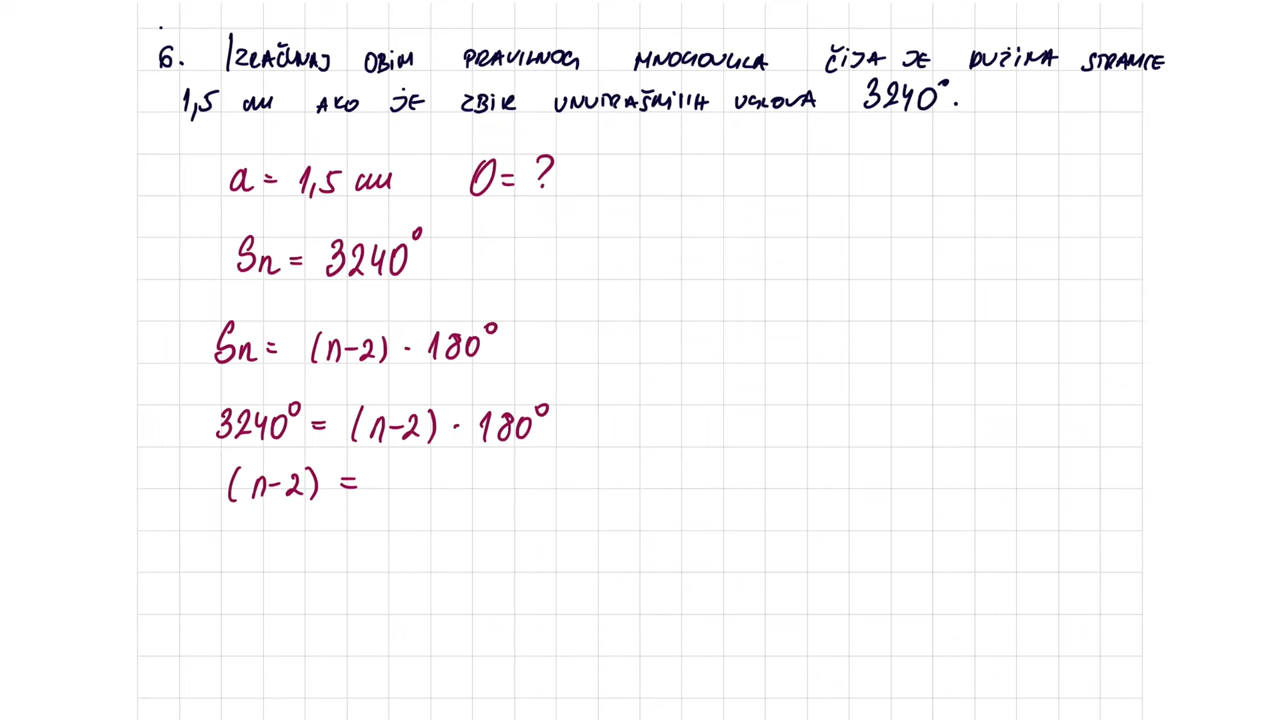 6. Izračunaj obim pravilnog mnogougla čija je dužina stranice
1,5 cm ako je zbir unutrašnjih uglova 3240°.
a = 1,5 cm O = ?
Sn = 3240°
Sn = (n-2) · 180°
3240° = (n-2) · 180°
(n-2) =